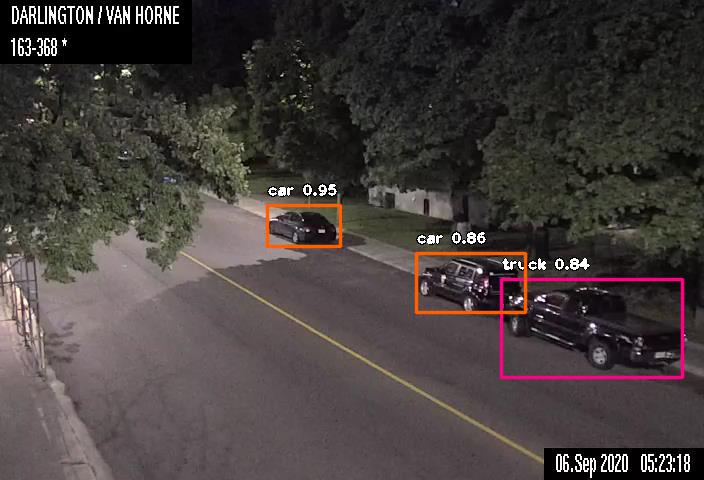 DARLINGTON / VAN HORNE
163-368 *
car 0.95
car 0.86
truck 0.84
06.Sep 2020 05:23:18